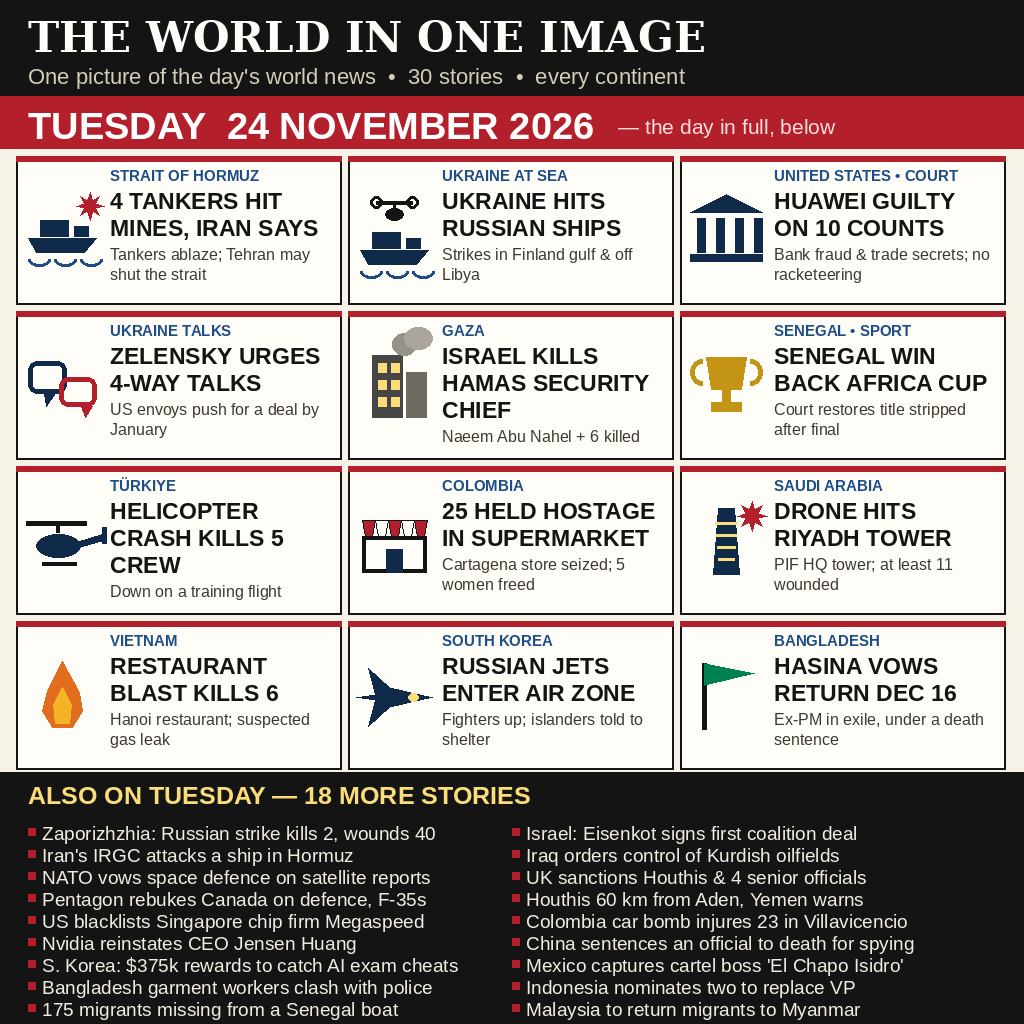 THE WORLD IN ONE IMAGE
One picture of the day's world news • 30 stories • every continent
TUESDAY 24 NOVEMBER 2026 — the day in full, below
STRAIT OF HORMUZ
4 TANKERS HIT
MINES, IRAN SAYS
Tankers ablaze; Tehran may
shut the strait
UKRAINE AT SEA
UKRAINE HITS
RUSSIAN SHIPS
Strikes in Finland gulf & off
Libya
UNITED STATES • COURT
HUAWEI GUILTY
ON 10 COUNTS
Bank fraud & trade secrets; no
racketeering
UKRAINE TALKS
ZELENSKY URGES
4-WAY TALKS
US envoys push for a deal by
January
GAZA
ISRAEL KILLS
HAMAS SECURITY
CHIEF
Naeem Abu Nahel + 6 killed
SENEGAL • SPORT
SENEGAL WIN
BACK AFRICA CUP
Court restores title stripped
after final
TÜRKIYE
HELICOPTER
CRASH KILLS 5
CREW
Down on a training flight
COLOMBIA
25 HELD HOSTAGE
IN SUPERMARKET
Cartagena store seized; 5
women freed
SAUDI ARABIA
DRONE HITS
RIYADH TOWER
PIF HQ tower; at least 11
wounded
VIETNAM
RESTAURANT
BLAST KILLS 6
Hanoi restaurant; suspected
gas leak
SOUTH KOREA
RUSSIAN JETS
ENTER AIR ZONE
Fighters up; islanders told to
shelter
BANGLADESH
HASINA VOWS
RETURN DEC 16
Ex-PM in exile, under a death
sentence
ALSO ON TUESDAY — 18 MORE STORIES
Zaporizhzhia: Russian strike kills 2, wounds 40
Iran's IRGC attacks a ship in Hormuz
NATO vows space defence on satellite reports
Pentagon rebukes Canada on defence, F-35s
US blacklists Singapore chip firm Megaspeed
Nvidia reinstates CEO Jensen Huang
S. Korea: $375k rewards to catch AI exam cheats
Bangladesh garment workers clash with police
175 migrants missing from a Senegal boat
Israel: Eisenkot signs first coalition deal
Iraq orders control of Kurdish oilfields
UK sanctions Houthis & 4 senior officials
Houthis 60 km from Aden, Yemen warns
Colombia car bomb injures 23 in Villavicencio
China sentences an official to death for spying
Mexico captures cartel boss 'El Chapo Isidro'
Indonesia nominates two to replace VP
Malaysia to return migrants to Myanmar